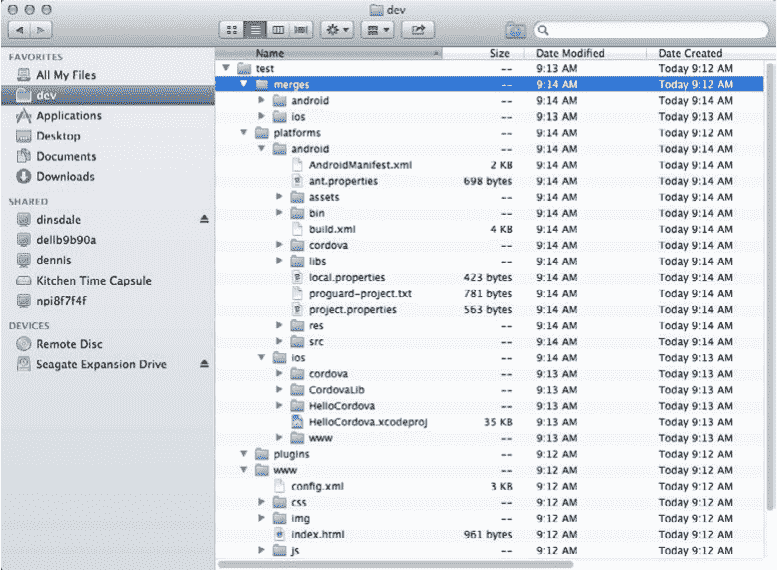 dev
Name Size Date Modified Date Created
FAVORITES
All My Files
dev
Applications
Desktop
Documents
Downloads
SHARED
dinsdale
dellb9b90a
dennis
Kitchen Time Capsule
npi8f7f4f
DEVICES
Remote Disc
Seagate Expansion Drive
test -- 9:13 AM Today 9:12 AM
merges -- 9:14 AM Today 9:12 AM
android -- 9:14 AM Today 9:14 AM
ios -- 9:13 AM Today 9:13 AM
platforms -- 9:14 AM Today 9:12 AM
android -- 9:14 AM Today 9:14 AM
AndroidManifest.xml 2 KB 9:14 AM Today 9:14 AM
ant.properties 698 bytes 9:14 AM Today 9:14 AM
assets -- 9:14 AM Today 9:14 AM
bin -- 9:14 AM Today 9:14 AM
build.xml 4 KB 9:14 AM Today 9:14 AM
cordova -- 9:14 AM Today 9:14 AM
libs -- 9:14 AM Today 9:14 AM
local.properties 423 bytes 9:14 AM Today 9:14 AM
proguard-project.txt 781 bytes 9:14 AM Today 9:14 AM
project.properties 563 bytes 9:14 AM Today 9:14 AM
res -- 9:14 AM Today 9:14 AM
src -- 9:14 AM Today 9:14 AM
ios -- 9:14 AM Today 9:13 AM
cordova -- 9:13 AM Today 9:13 AM
CordovaLib -- 9:13 AM Today 9:13 AM
HelloCordova -- 9:13 AM Today 9:13 AM
HelloCordova.xcodeproj 35 KB 9:13 AM Today 9:13 AM
www -- 9:13 AM Today 9:13 AM
plugins -- 9:12 AM Today 9:12 AM
www -- 9:12 AM Today 9:12 AM
config.xml 3 KB 9:12 AM Today 9:12 AM
css -- 9:12 AM Today 9:12 AM
img -- 9:12 AM Today 9:12 AM
index.html 961 bytes 9:12 AM Today 9:12 AM
js -- 9:12 AM Today 9:12 AM